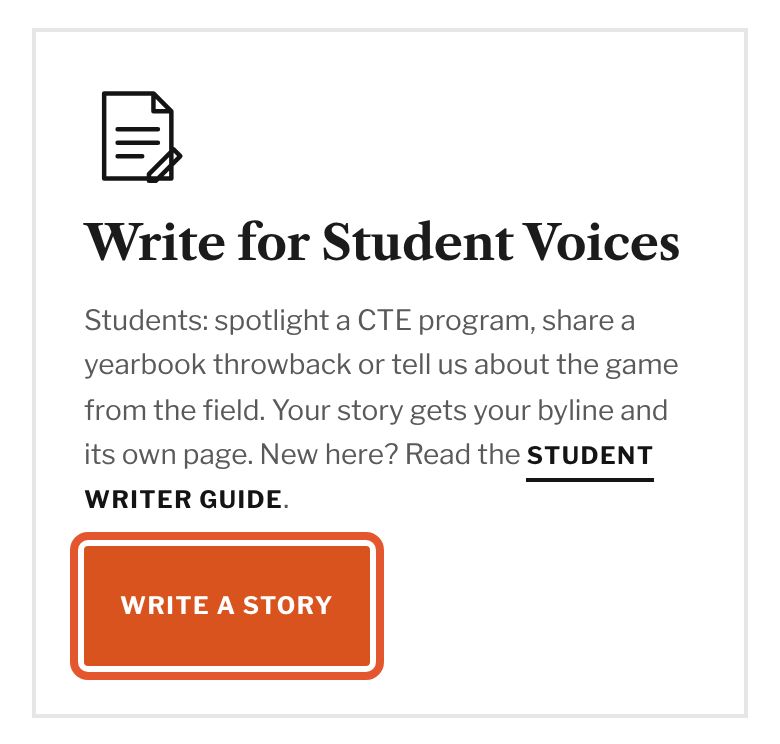 Write for Student Voices
Students: spotlight a CTE program, share a
yearbook throwback or tell us about the game
from the field. Your story gets your byline and
its own page. New here? Read the STUDENT
WRITER GUIDE.
WRITE A STORY